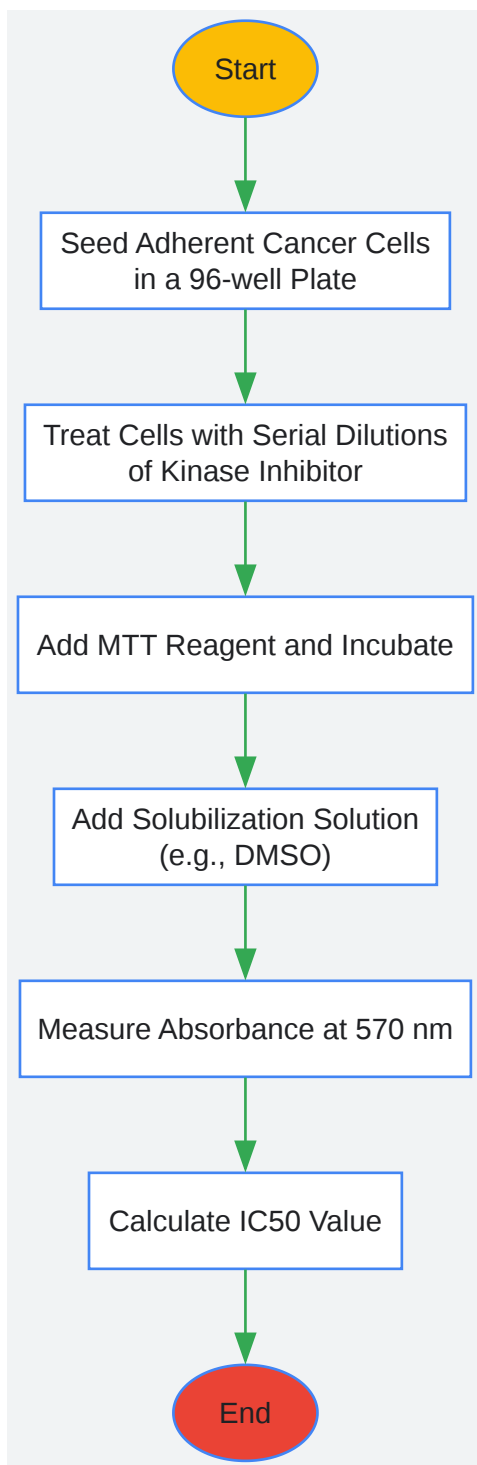 Start
Seed Adherent Cancer Cells
in a 96-well Plate
Treat Cells with Serial Dilutions
of Kinase Inhibitor
Add MTT Reagent and Incubate
Add Solubilization Solution
(e.g., DMSO)
Measure Absorbance at 570 nm
Calculate IC50 Value
End